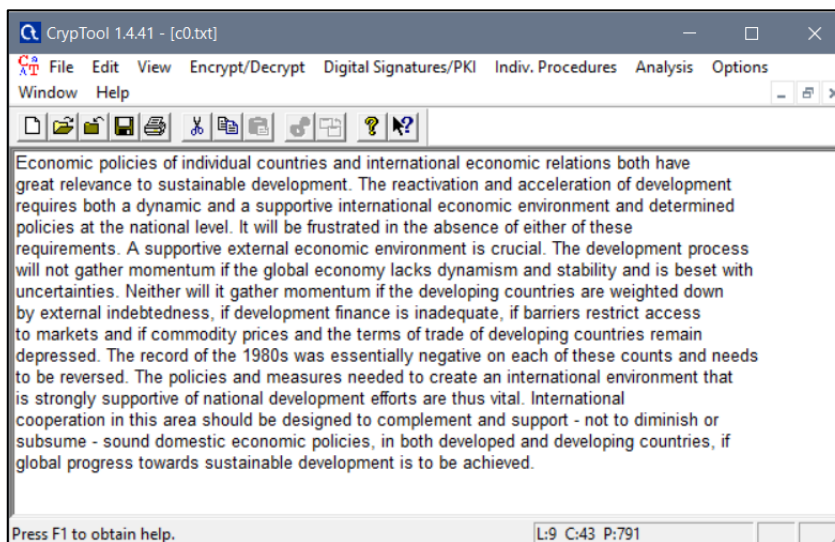 CrypTool 1.4.41 - [c0.txt]
File Edit View Encrypt/Decrypt Digital Signatures/PKI Indiv. Procedures Analysis Options
Window Help
Economic policies of individual countries and international economic relations both have
great relevance to sustainable development. The reactivation and acceleration of development
requires both a dynamic and a supportive international economic environment and determined
policies at the national level. It will be frustrated in the absence of either of these
requirements. A supportive external economic environment is crucial. The development process
will not gather momentum if the global economy lacks dynamism and stability and is beset with
uncertainties. Neither will it gather momentum if the developing countries are weighted down
by external indebtedness, if development finance is inadequate, if barriers restrict access
to markets and if commodity prices and the terms of trade of developing countries remain
depressed. The record of the 1980s was essentially negative on each of these counts and needs
to be reversed. The policies and measures needed to create an international environment that
is strongly supportive of national development efforts are thus vital. International
cooperation in this area should be designed to complement and support - not to diminish or
subsume - sound domestic economic policies, in both developed and developing countries, if
global progress towards sustainable development is to be achieved.
Press F1 to obtain help. L:9 C:43 P:791